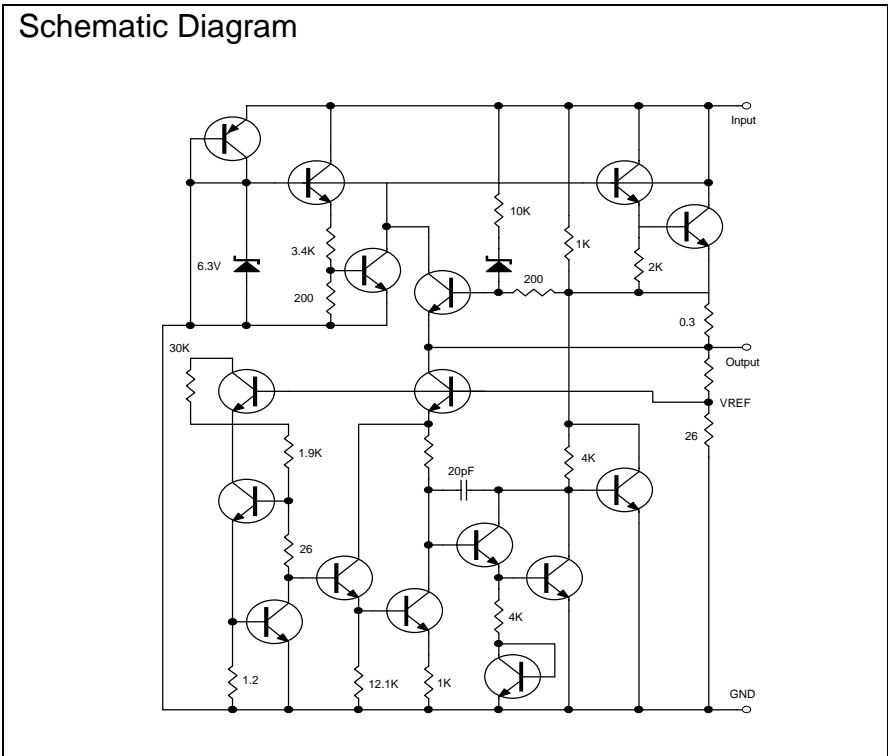 Schematic Diagram
Input
10K
3.4K
1K
6.3V
2K
200
200
0.3
30K
Output
VREF
26
1.9K
4K
20pF
26
4K
1.2
12.1K
1K
GND